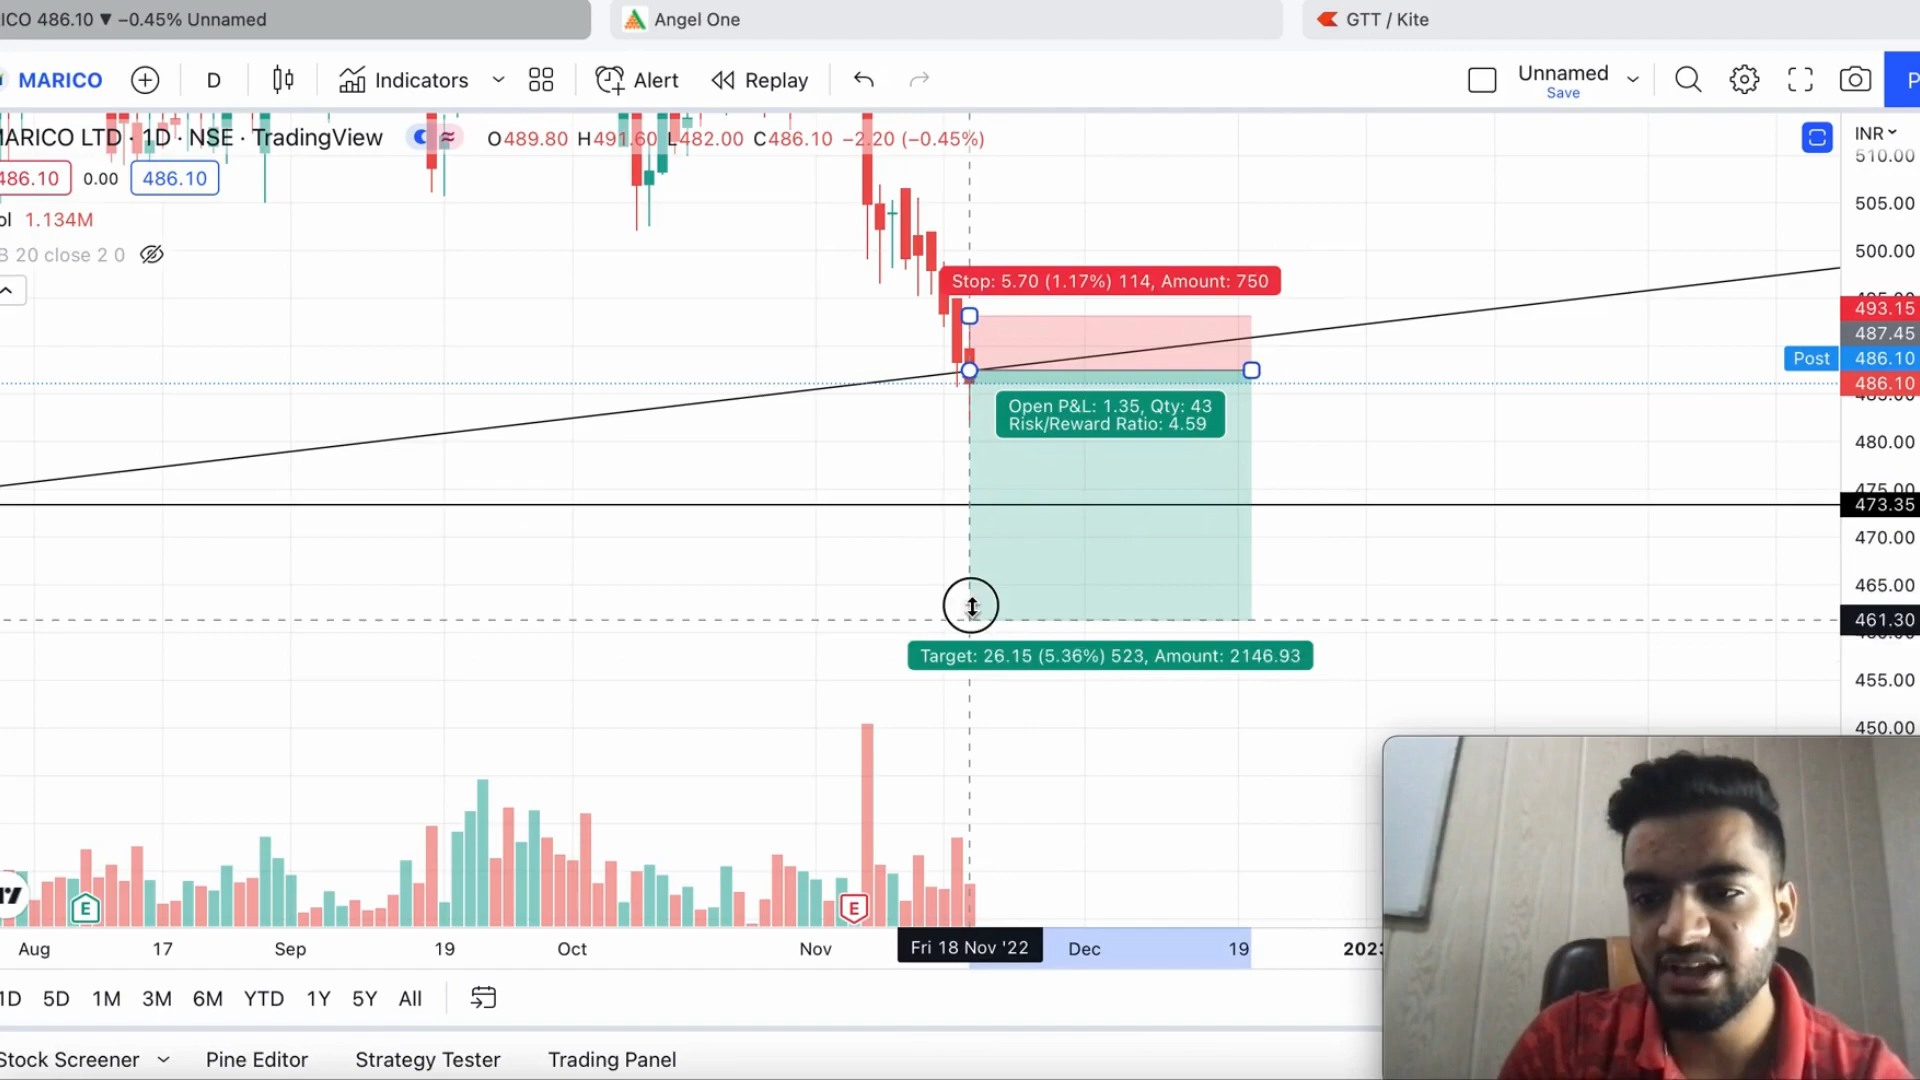 ICO 486.10 ▼ −0.45% Unnamed
Angel One
GTT / Kite
MARICO
D
Indicators
Alert
Replay
Unnamed
Save
P
MARICO LTD · 1D · NSE · TradingView
O489.80 H491.60 L482.00 C486.10 −2.20 (−0.45%)
INR
510.00
486.10
0.00
486.10
505.00
ol 1.134M
B 20 close 2 0
500.00
Stop: 5.70 (1.17%) 114, Amount: 750
493.15
487.45
Post
486.10
486.10
Open P&L: 1.35, Qty: 43
Risk/Reward Ratio: 4.59
480.00
475.00
473.35
470.00
465.00
461.30
Target: 26.15 (5.36%) 523, Amount: 2146.93
455.00
450.00
E
E
Aug
17
Sep
19
Oct
Nov
Fri 18 Nov '22
Dec
19
2023
1D
5D
1M
3M
6M
YTD
1Y
5Y
All
Stock Screener
Pine Editor
Strategy Tester
Trading Panel